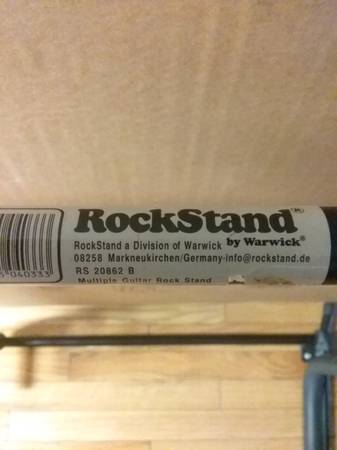 RockStand®
by Warwick®
RockStand a Division of Warwick
08258 Markneukirchen/Germany-info@rockstand.de
RS 20862 B
Multiple Guitar Rock Stand
040333